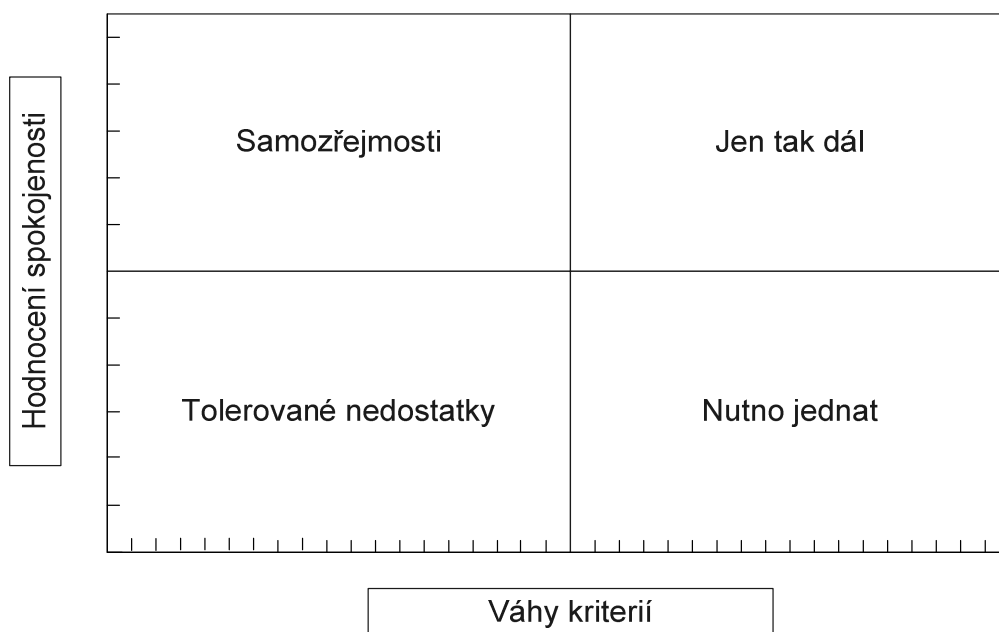 Hodnocení spokojenosti
Samozřejmosti
Jen tak dál
Tolerované nedostatky
Nutno jednat
Váhy kriterií